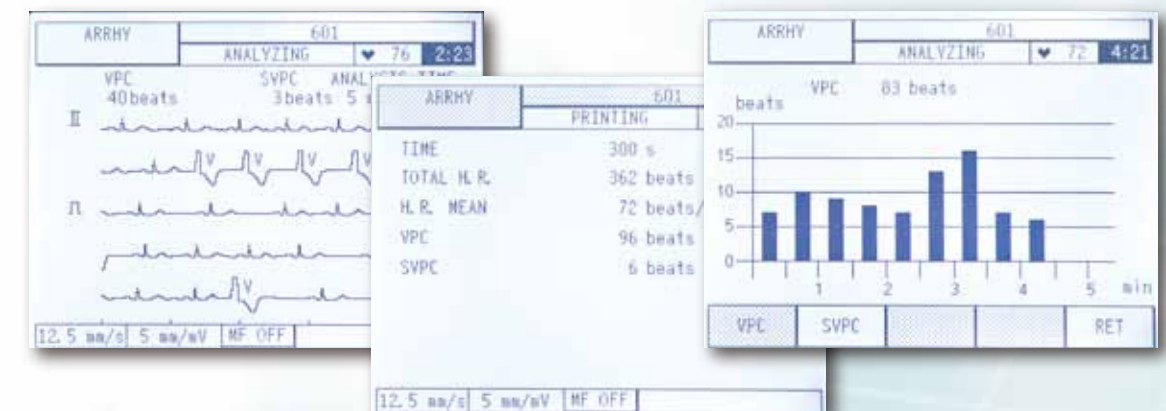 ARRHY
601
ANALYZING ♥ 76 2:23
VPC SVPC
40beats 3beats 5
II
V V V V
V
12.5 mm/s 5 mm/mV MF OFF
ARRHY
601
PRINTING
TIME 300 s
TOTAL H.R. 362 beats
H.R. MEAN 72 beats/
VPC 96 beats
SVPC 6 beats
12.5 mm/s 5 mm/mV MF OFF
ARRHY
601
ANALYZING ♥ 72 4:21
VPC 83 beats
beats
20
15
10
5
0
1 2 3 4 5 min
VPC SVPC RET